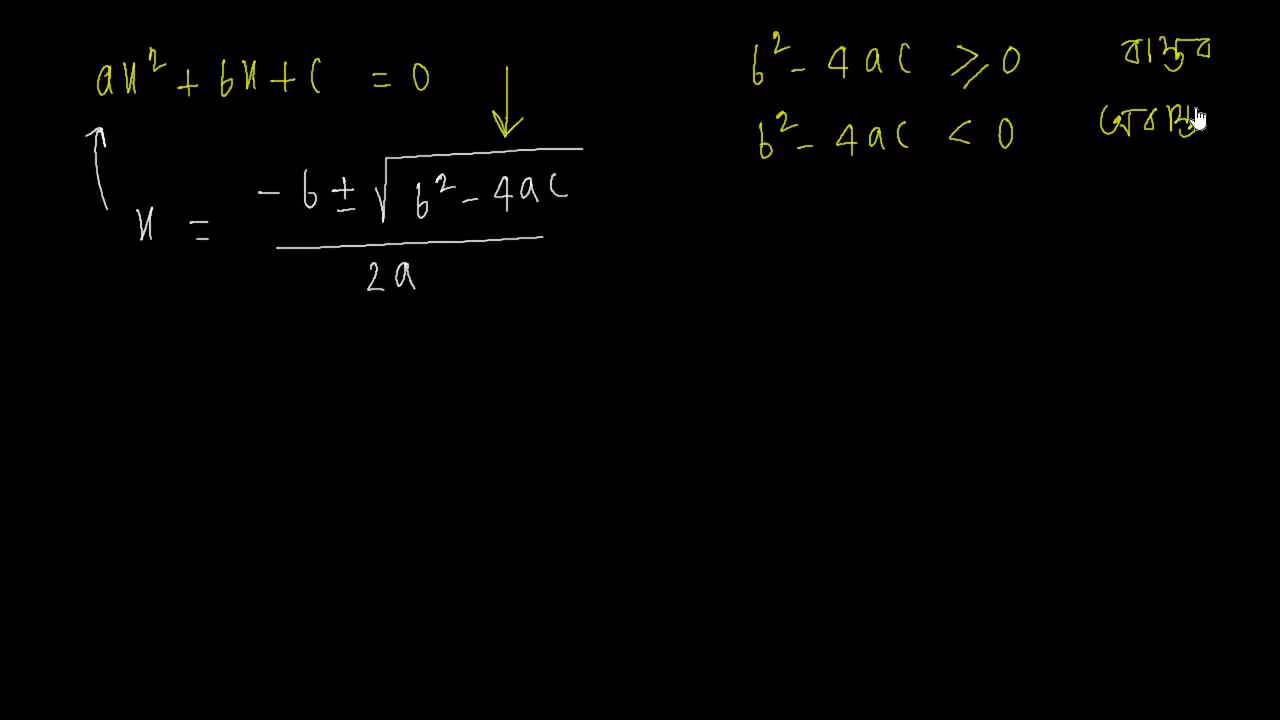 ax² + bx + c = 0
x = (-b ± √(b² - 4ac)) / 2a
b² - 4ac ⩾ 0 বাস্তব
b² - 4ac < 0